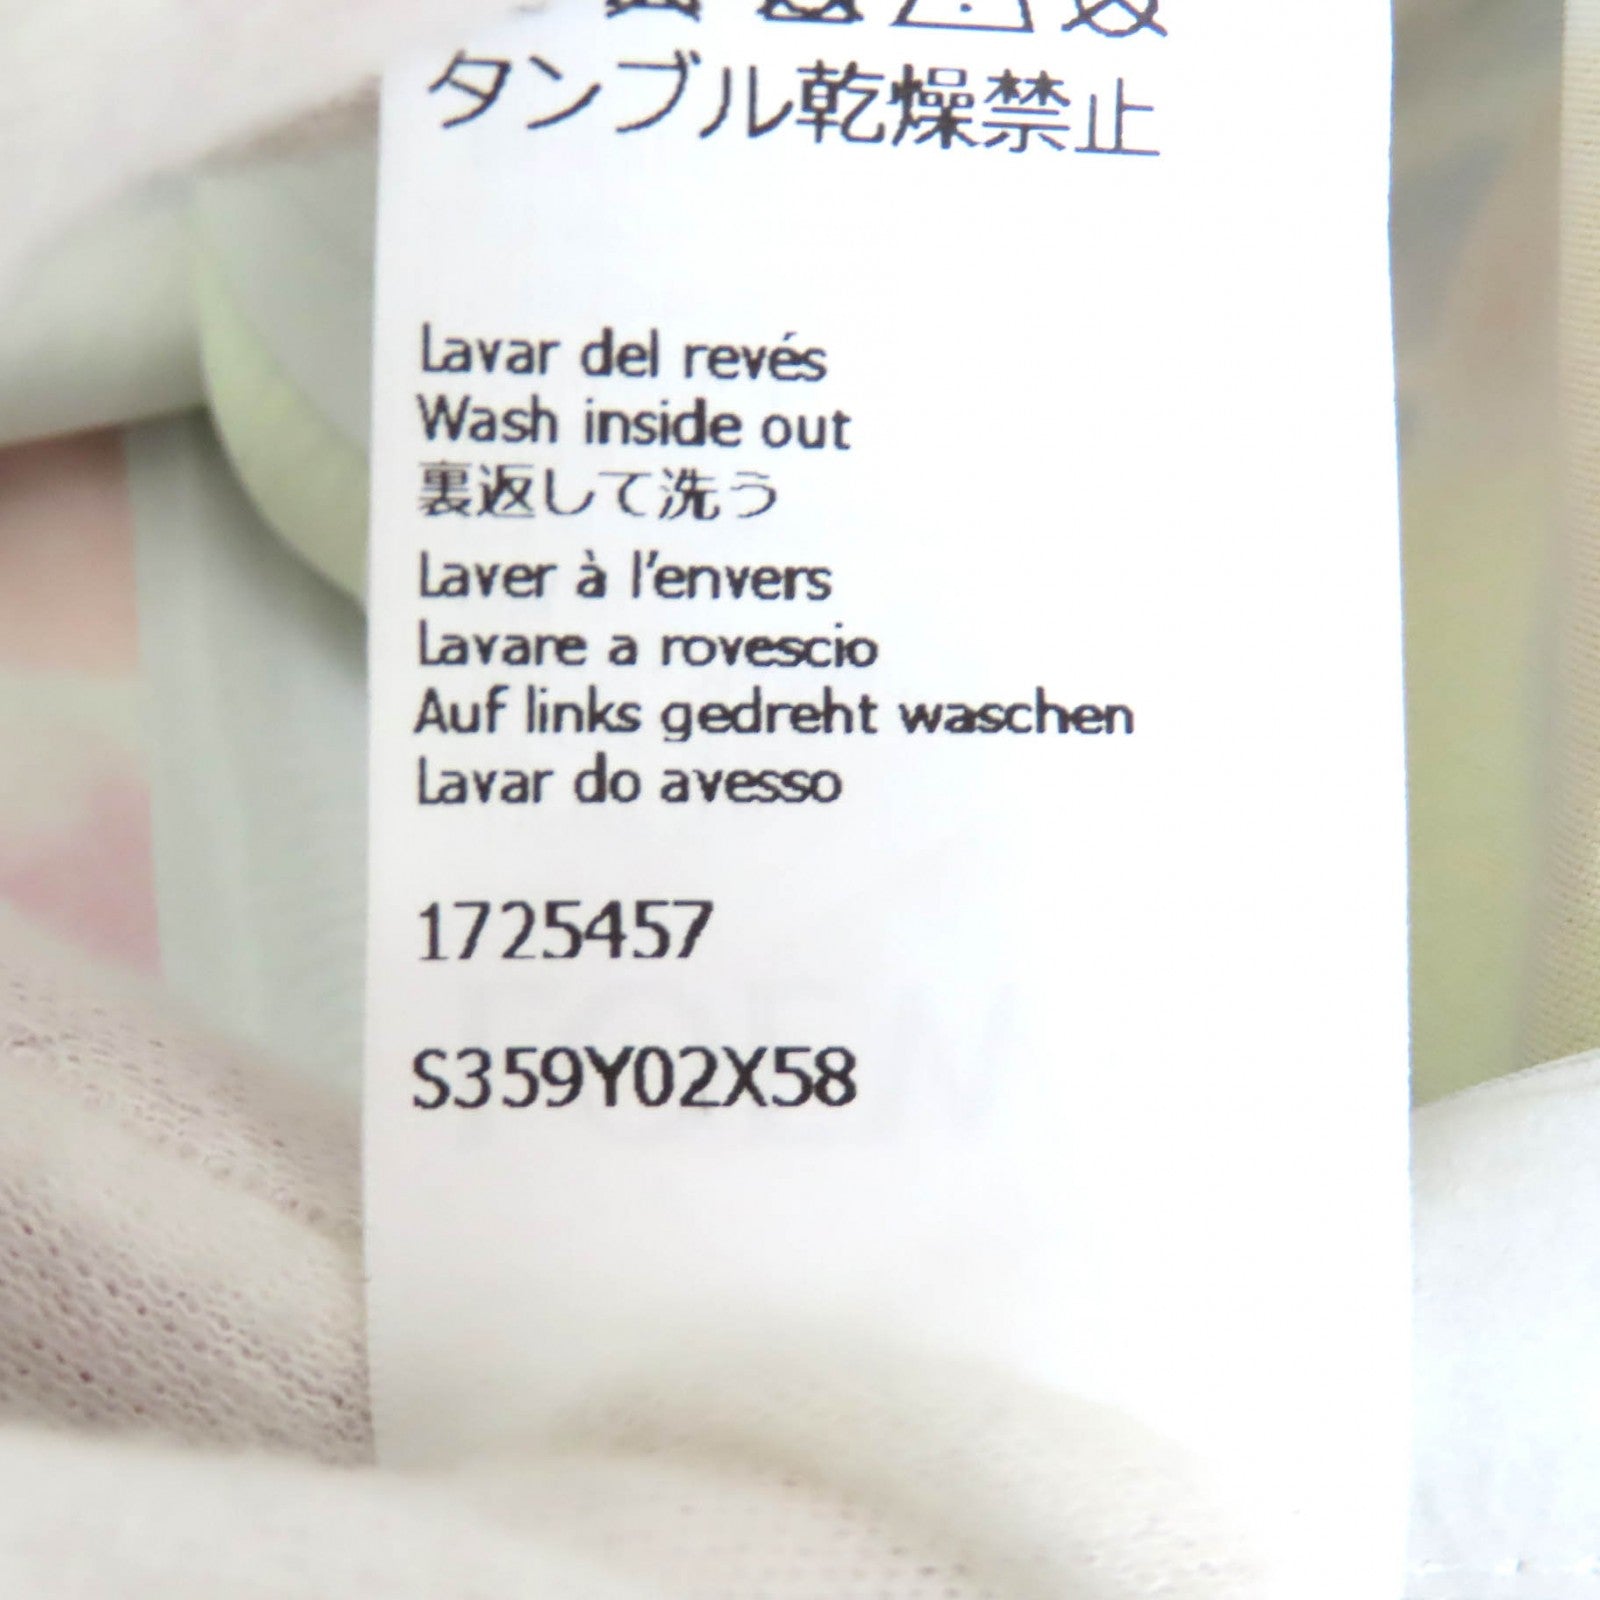 タンブル乾燥禁止
Lavar del revés
Wash inside out
裏返して洗う
Laver à l'envers
Lavare a rovescio
Auf links gedreht waschen
Lavar do avesso
1725457
S359Y02X58